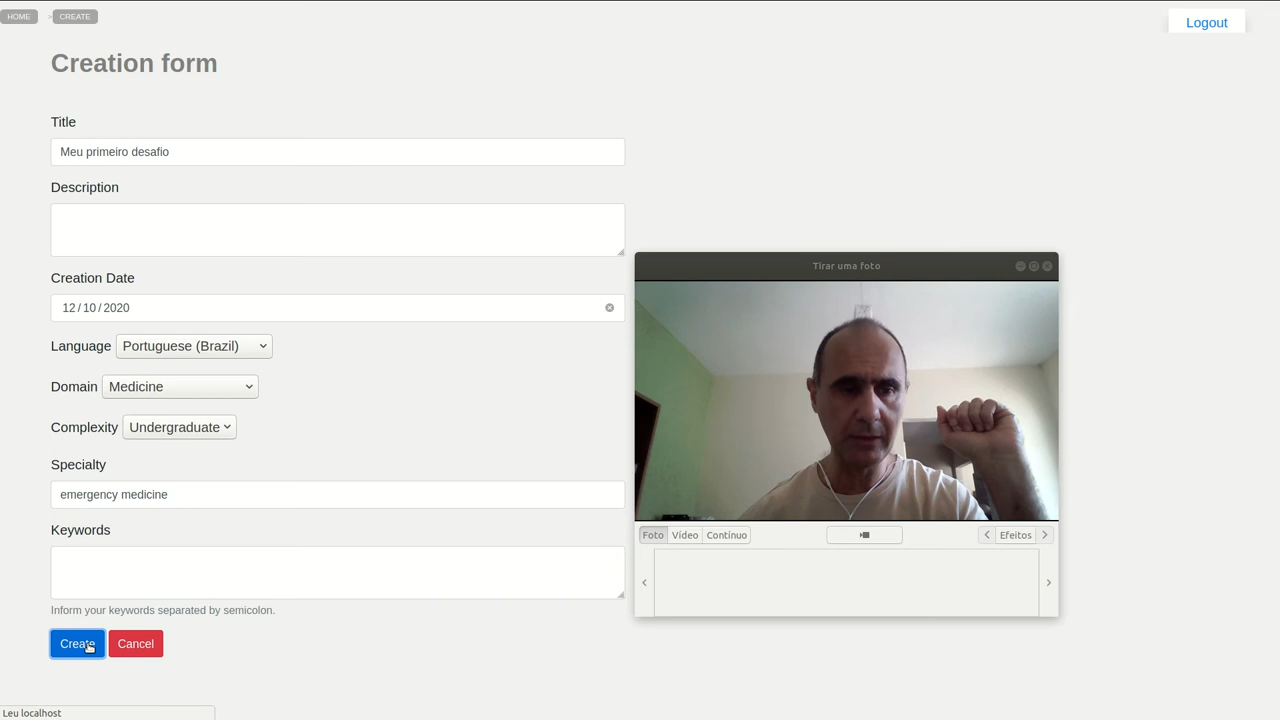 HOME > CREATE
Logout
Creation form
Title
Meu primeiro desafio
Description
Creation Date
12 / 10 / 2020
Language Portuguese (Brazil)
Domain Medicine
Complexity Undergraduate
Specialty
emergency medicine
Keywords
Inform your keywords separated by semicolon.
Create Cancel
Leu localhost
Tirar uma foto
Foto Vídeo Contínuo
Efeitos